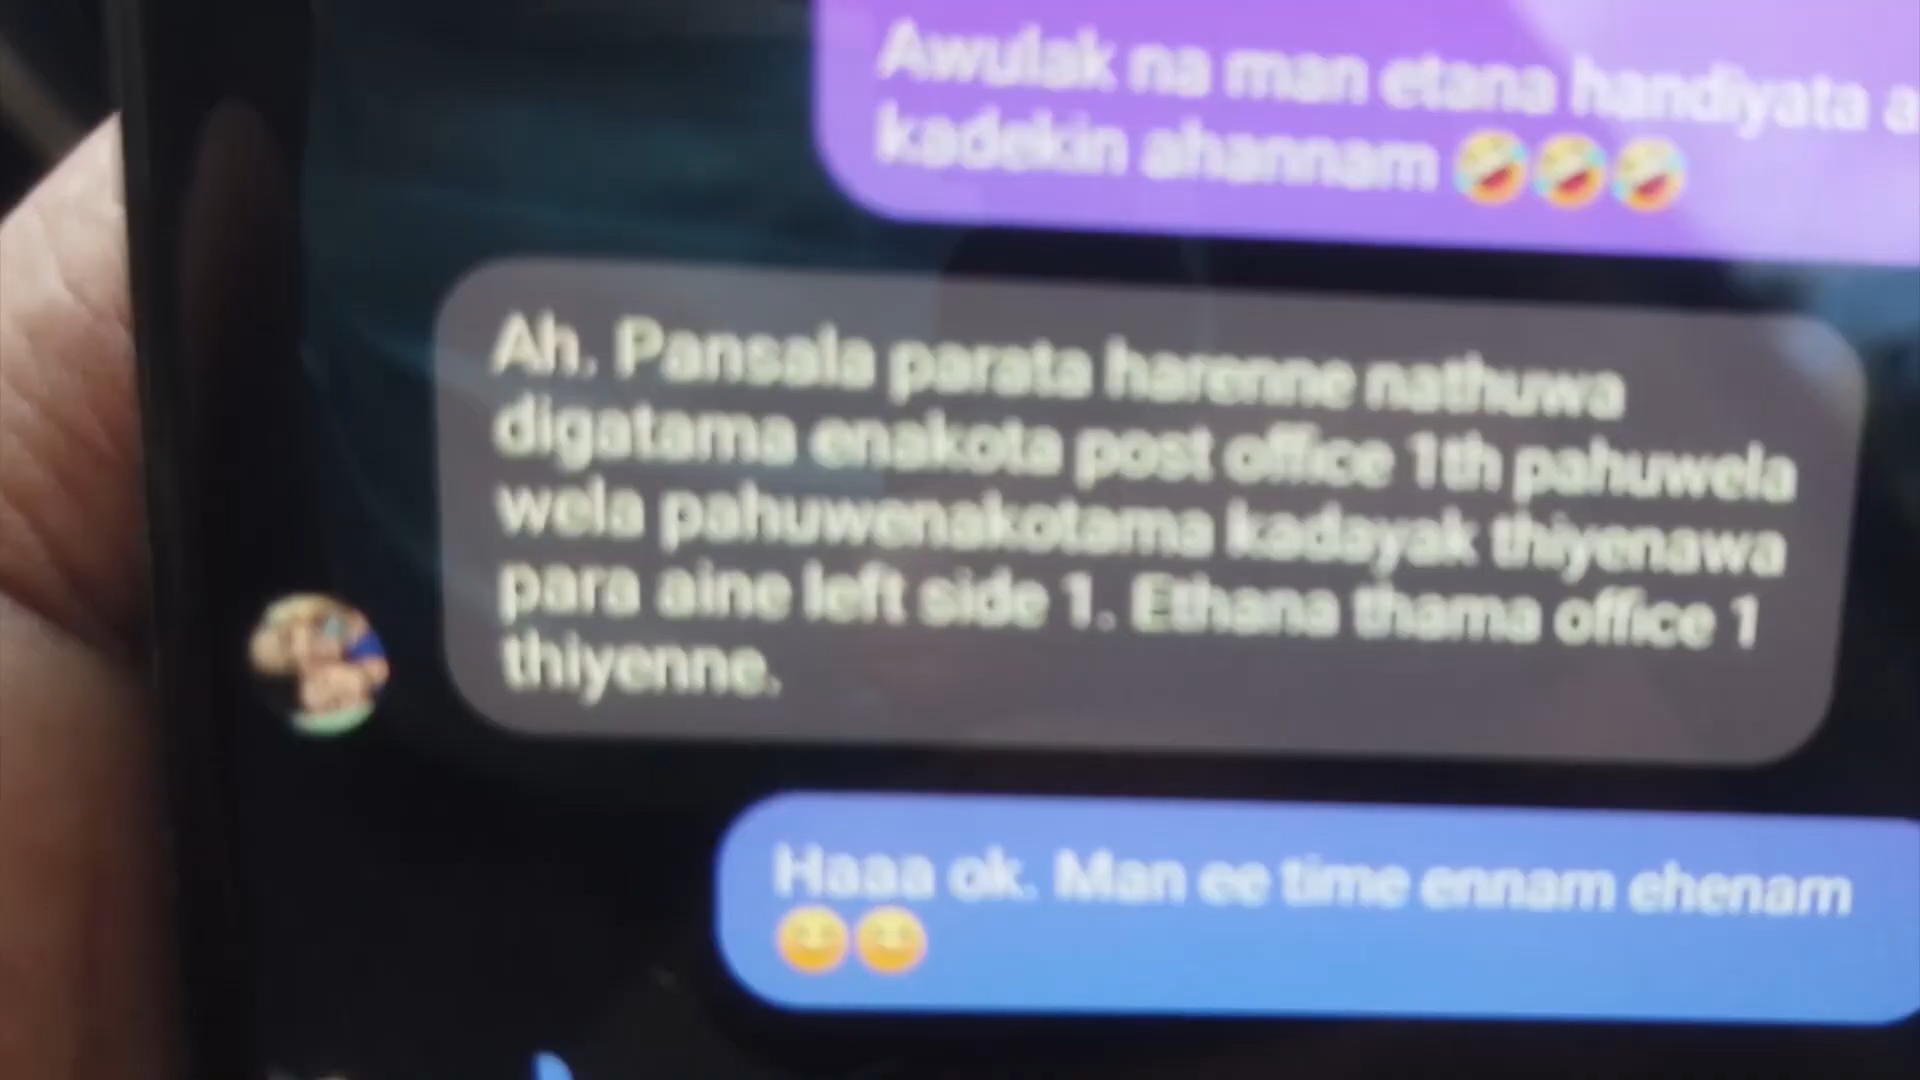 Awulak na man etana handiyata
kadekin ahannam 🤣🤣🤣
Ah. Pansala parata harenne nathuwa
digatama enakota post office 1th pahuwela
wela pahuwenakotama kadayak thiyenawa
para aine left side 1. Ethana thama office 1
thiyenne.
Haaa ok. Man ee time ennam ehenam
😊😊